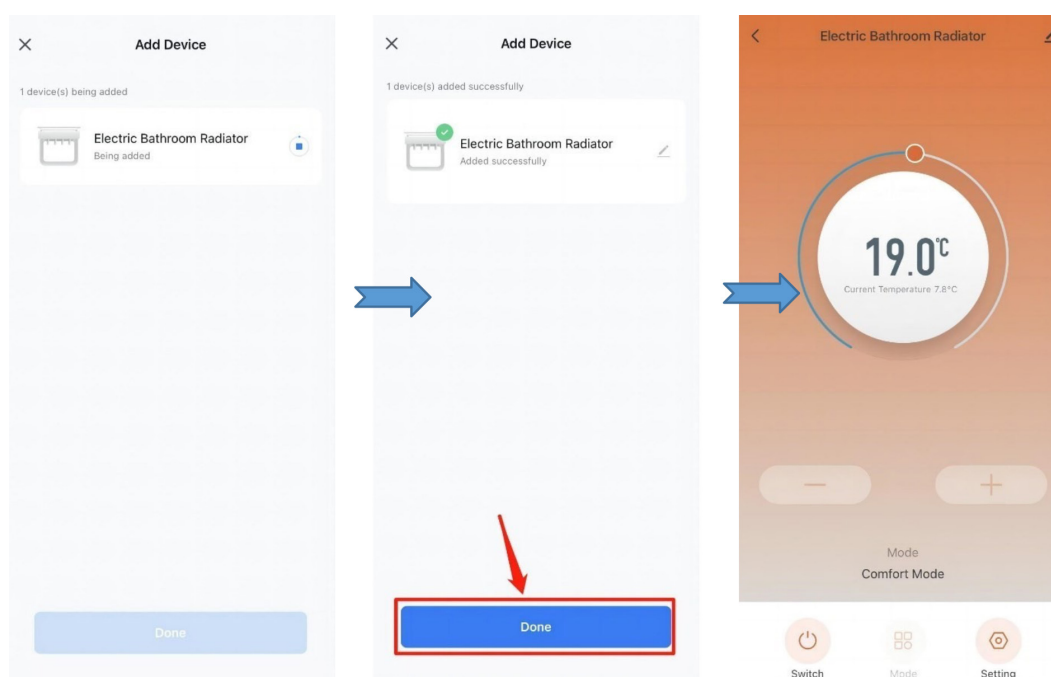 Add Device
1 device(s) being added
Electric Bathroom Radiator
Being added
Done
Add Device
1 device(s) added successfully
Electric Bathroom Radiator
Added successfully
Done
Electric Bathroom Radiator
19.0℃
Current Temperature 7.8°C
Mode
Comfort Mode
Switch
Mode
Setting